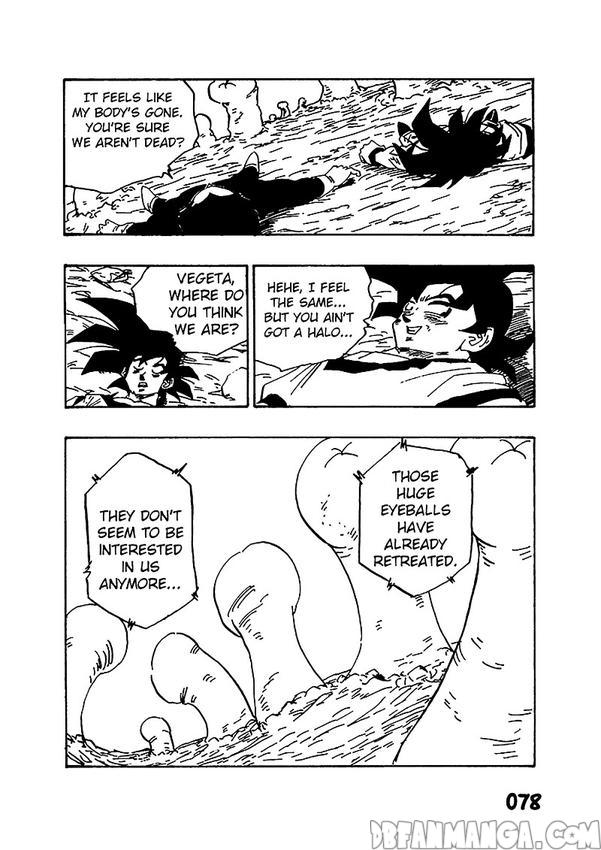 IT FEELS LIKE
MY BODY'S GONE.
YOU'RE SURE
WE AREN'T DEAD?
HEHE, I FEEL
THE SAME...
BUT YOU AIN'T
GOT A HALO...
VEGETA,
WHERE DO
YOU THINK
WE ARE?
THOSE
HUGE
EYEBALLS
HAVE
ALREADY
RETREATED.
THEY DON'T
SEEM TO BE
INTERESTED
IN US
ANYMORE...
078
DBFANMANGA.COM